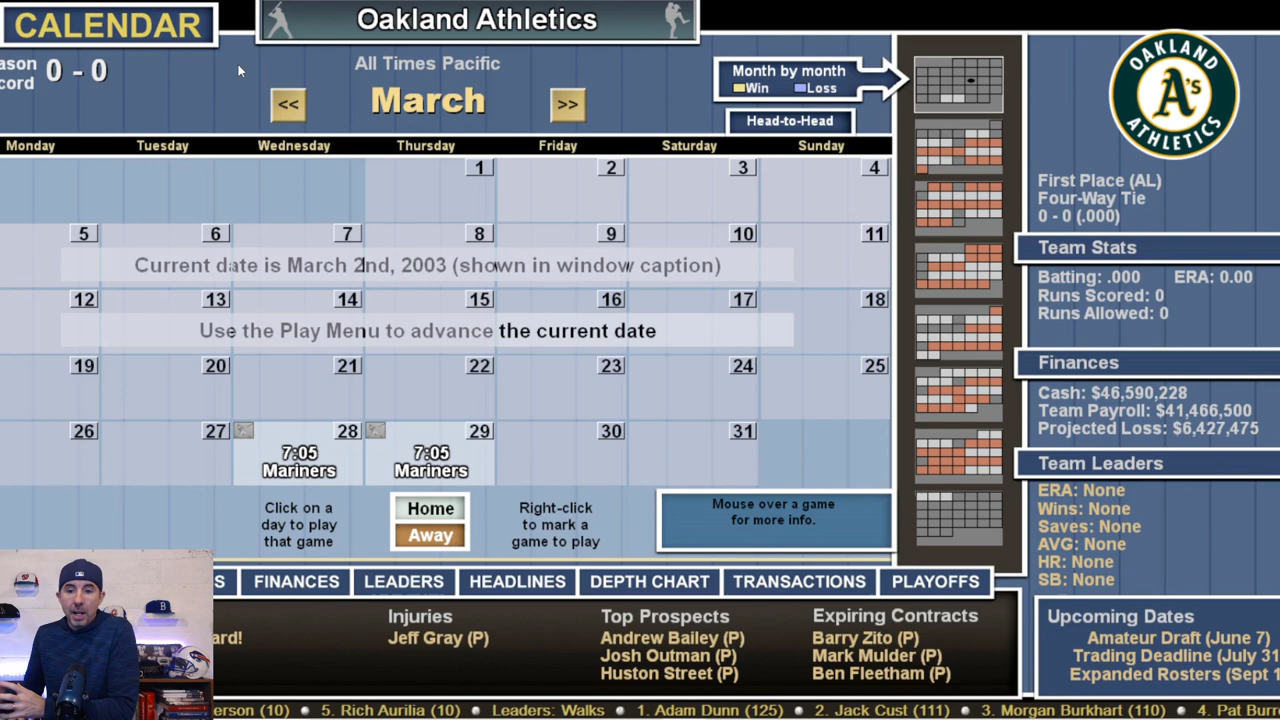 CALENDAR
Oakland Athletics
ason
cord 0 - 0
All Times Pacific
<< March >>
Month by month
Win Loss
Head-to-Head
OAKLAND
A's
ATHLETICS
Monday Tuesday Wednesday Thursday Friday Saturday Sunday
1 2 3 4
5 6 7 8 9 10 11
Current date is March 2nd, 2003 (shown in window caption)
12 13 14 15 16 17 18
Use the Play Menu to advance the current date
19 20 21 22 23 24 25
26 27 28 29 30 31
7:05 7:05
Mariners Mariners
Click on a
day to play
that game
Home
Away
Right-click
to mark a
game to play
Mouse over a game
for more info.
First Place (AL)
Four-Way Tie
0 - 0 (.000)
Team Stats
Batting: .000 ERA: 0.00
Runs Scored: 0
Runs Allowed: 0
Finances
Cash: $46,590,228
Team Payroll: $41,466,500
Projected Loss: $6,427,475
Team Leaders
ERA: None
Wins: None
Saves: None
AVG: None
HR: None
SB: None
S FINANCES LEADERS HEADLINES DEPTH CHART TRANSACTIONS PLAYOFFS
ard!
Injuries
Jeff Gray (P)
Top Prospects
Andrew Bailey (P)
Josh Outman (P)
Huston Street (P)
Expiring Contracts
Barry Zito (P)
Mark Mulder (P)
Ben Fleetham (P)
Upcoming Dates
Amateur Draft (June 7)
Trading Deadline (July 31
Expanded Rosters (Sept 1
erson (10) • 5. Rich Aurilia (10) • Leaders: Walks • 1. Adam Dunn (125) • 2. Jack Cust (111) • 3. Morgan Burkhart (110) • 4. Pat Burr